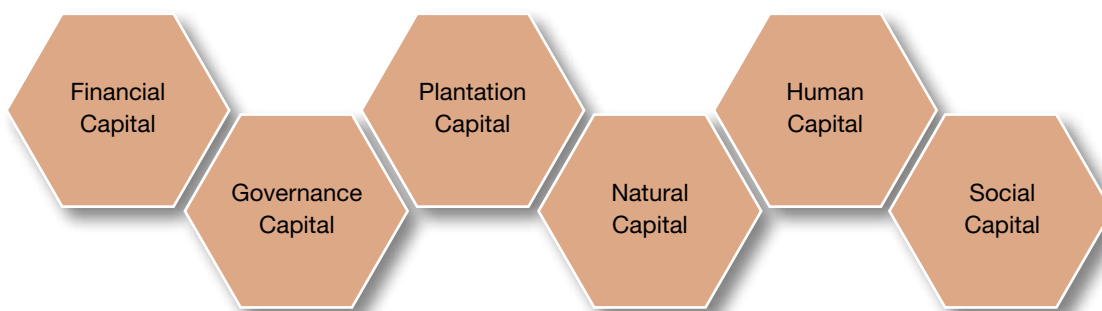 Financial
Capital
Governance
Capital
Plantation
Capital
Natural
Capital
Human
Capital
Social
Capital